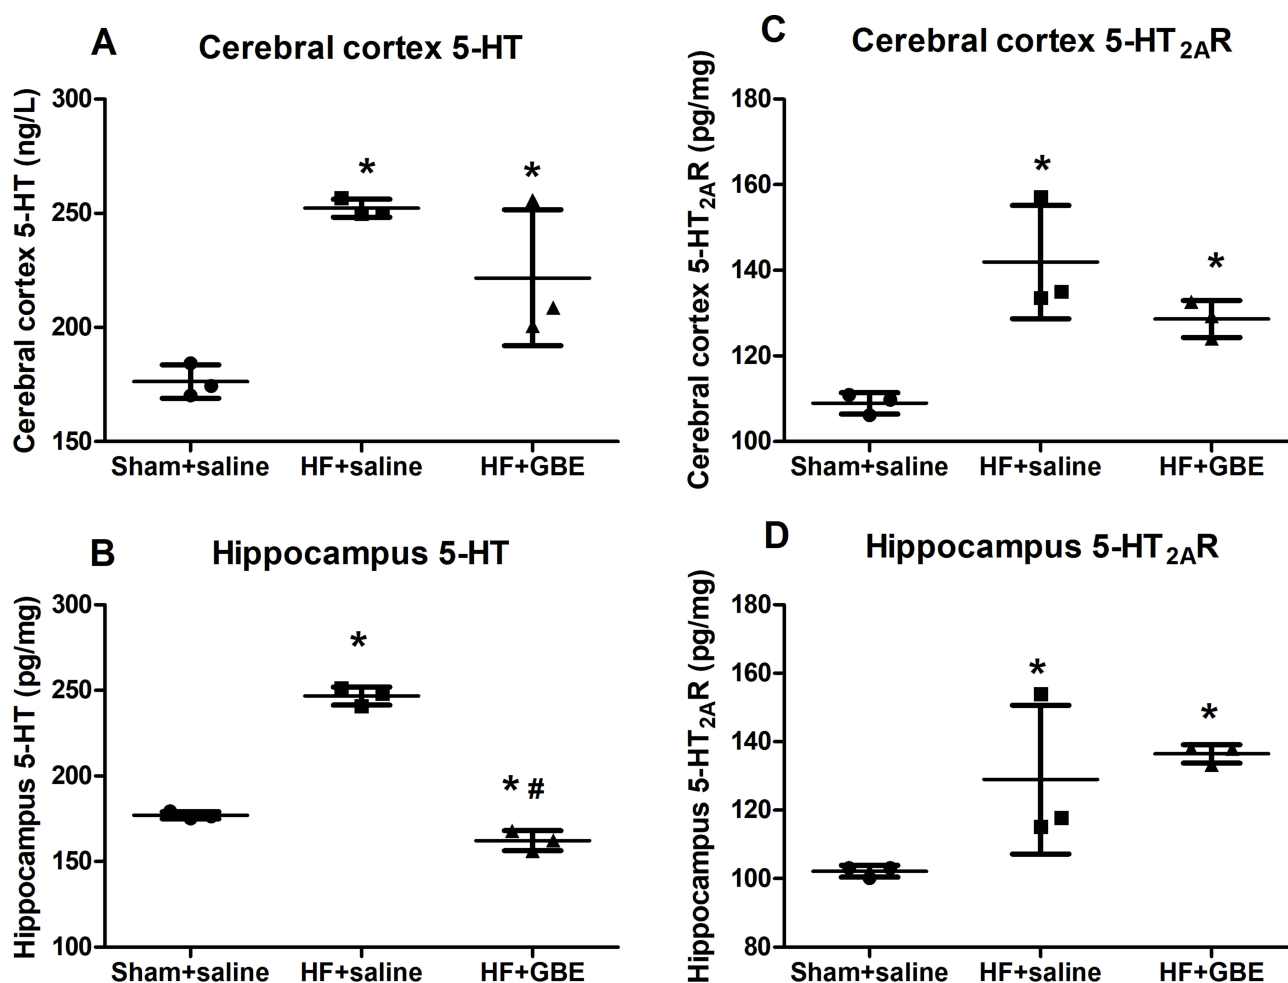 A
Cerebral cortex 5-HT
Cerebral cortex 5-HT (ng/L)
300
250
200
150
*
*
Sham+saline HF+saline HF+GBE
C
Cerebral cortex 5-HT2AR
Cerebral cortex 5-HT2AR (pg/mg)
180
160
140
120
100
*
*
Sham+saline HF+saline HF+GBE
B
Hippocampus 5-HT
Hippocampus 5-HT (pg/mg)
300
250
200
150
100
*
* #
Sham+saline HF+saline HF+GBE
D
Hippocampus 5-HT2AR
Hippocampus 5-HT2AR (pg/mg)
180
160
140
120
100
80
*
*
Sham+saline HF+saline HF+GBE